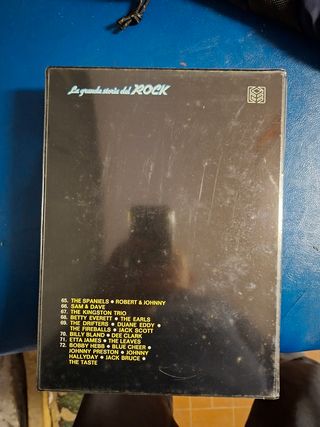 La grande storia del ROCK
65. THE SPANIELS • ROBERT & JOHNNY
66. SAM & DAVE
67. THE KINGSTON TRIO
68. BETTY EVERETT • THE EARLS
69. THE DRIFTERS • DUANE EDDY •
THE FIREBALLS • JACK SCOTT
70. BILLY BLAND • DEE CLARK
71. ETTA JAMES • THE LEAVES
72. BOBBY HEBB • BLUE CHEER •
JOHNNY PRESTON • JOHNNY
HALLYDAY • JACK BRUCE •
THE TASTE